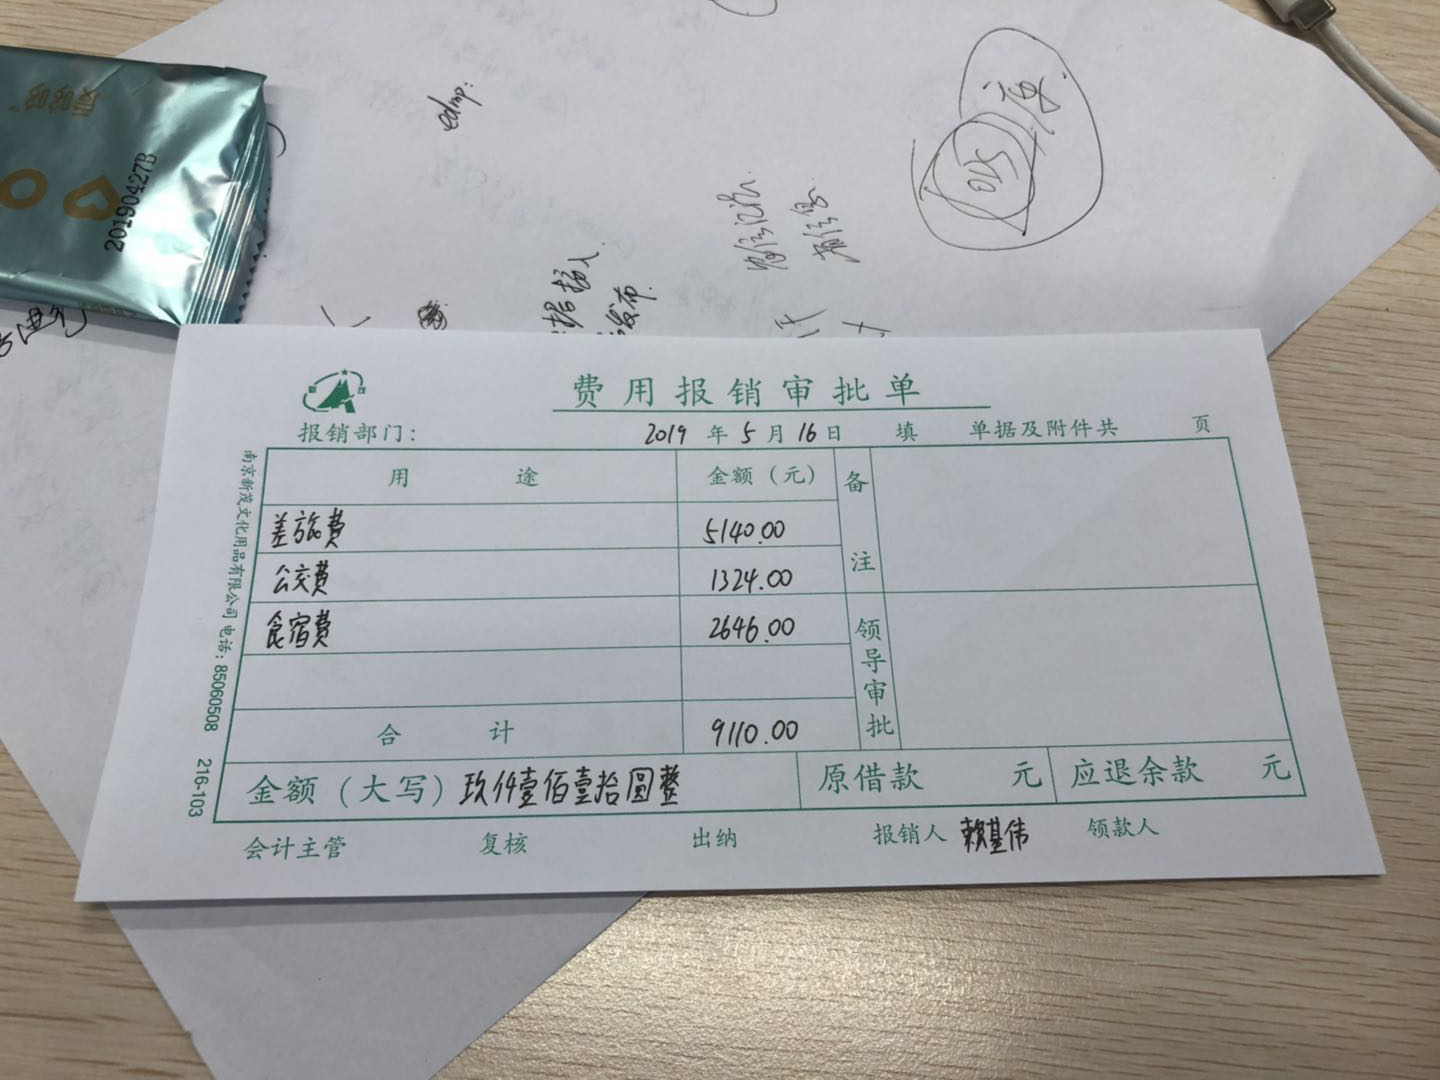 edmp:
510
度
20190427B
费用报销审批单
报销部门: 2019 年 5 月 16 日 填 单据及附件共 页
用 途 金额（元） 备注
差旅费 5140.00
公交费 1324.00
食宿费 2646.00
领导审批
合 计 9110.00
金额（大写）玖仟壹佰壹拾圆整 原借款 元 应退余款 元
会计主管 复核 出纳 报销人 赖基伟 领款人
南京新茂文化用品有限公司 电话: 85060508 216-103